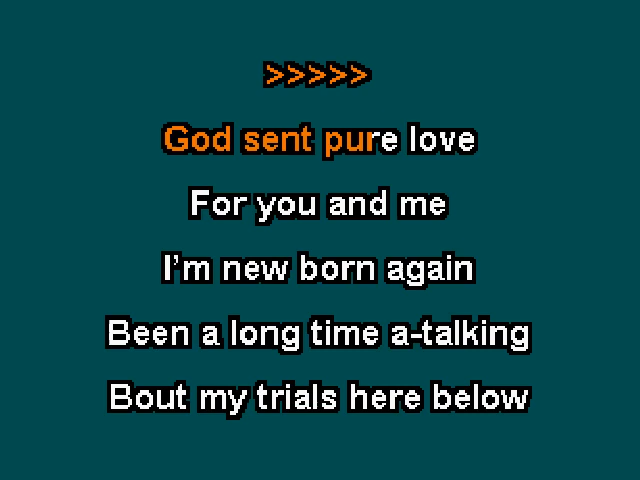 >>>>>
God sent pure love
For you and me
I'm new born again
Been a long time a-talking
Bout my trials here below